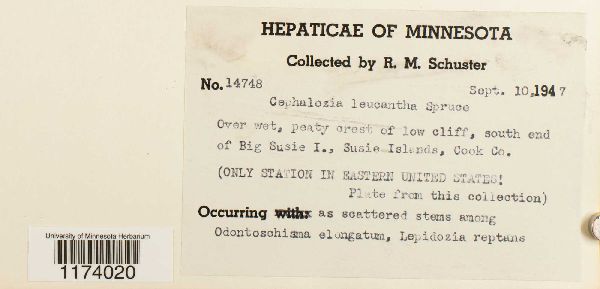 HEPATICAE OF MINNESOTA
Collected by R. M. Schuster
No. 14748 Sept. 10, 1947
Cephalozia leucantha Spruce
Over wet, peaty crest of low cliff, south end
of Big Susie I., Susie Islands, Cook Co.
(ONLY STATION IN EASTERN UNITED STATES!
Plate from this collection)
Occurring with: as scattered stems among
Odontoschisma elongatum, Lepidozia reptans
University of Minnesota Herbarium
1174020